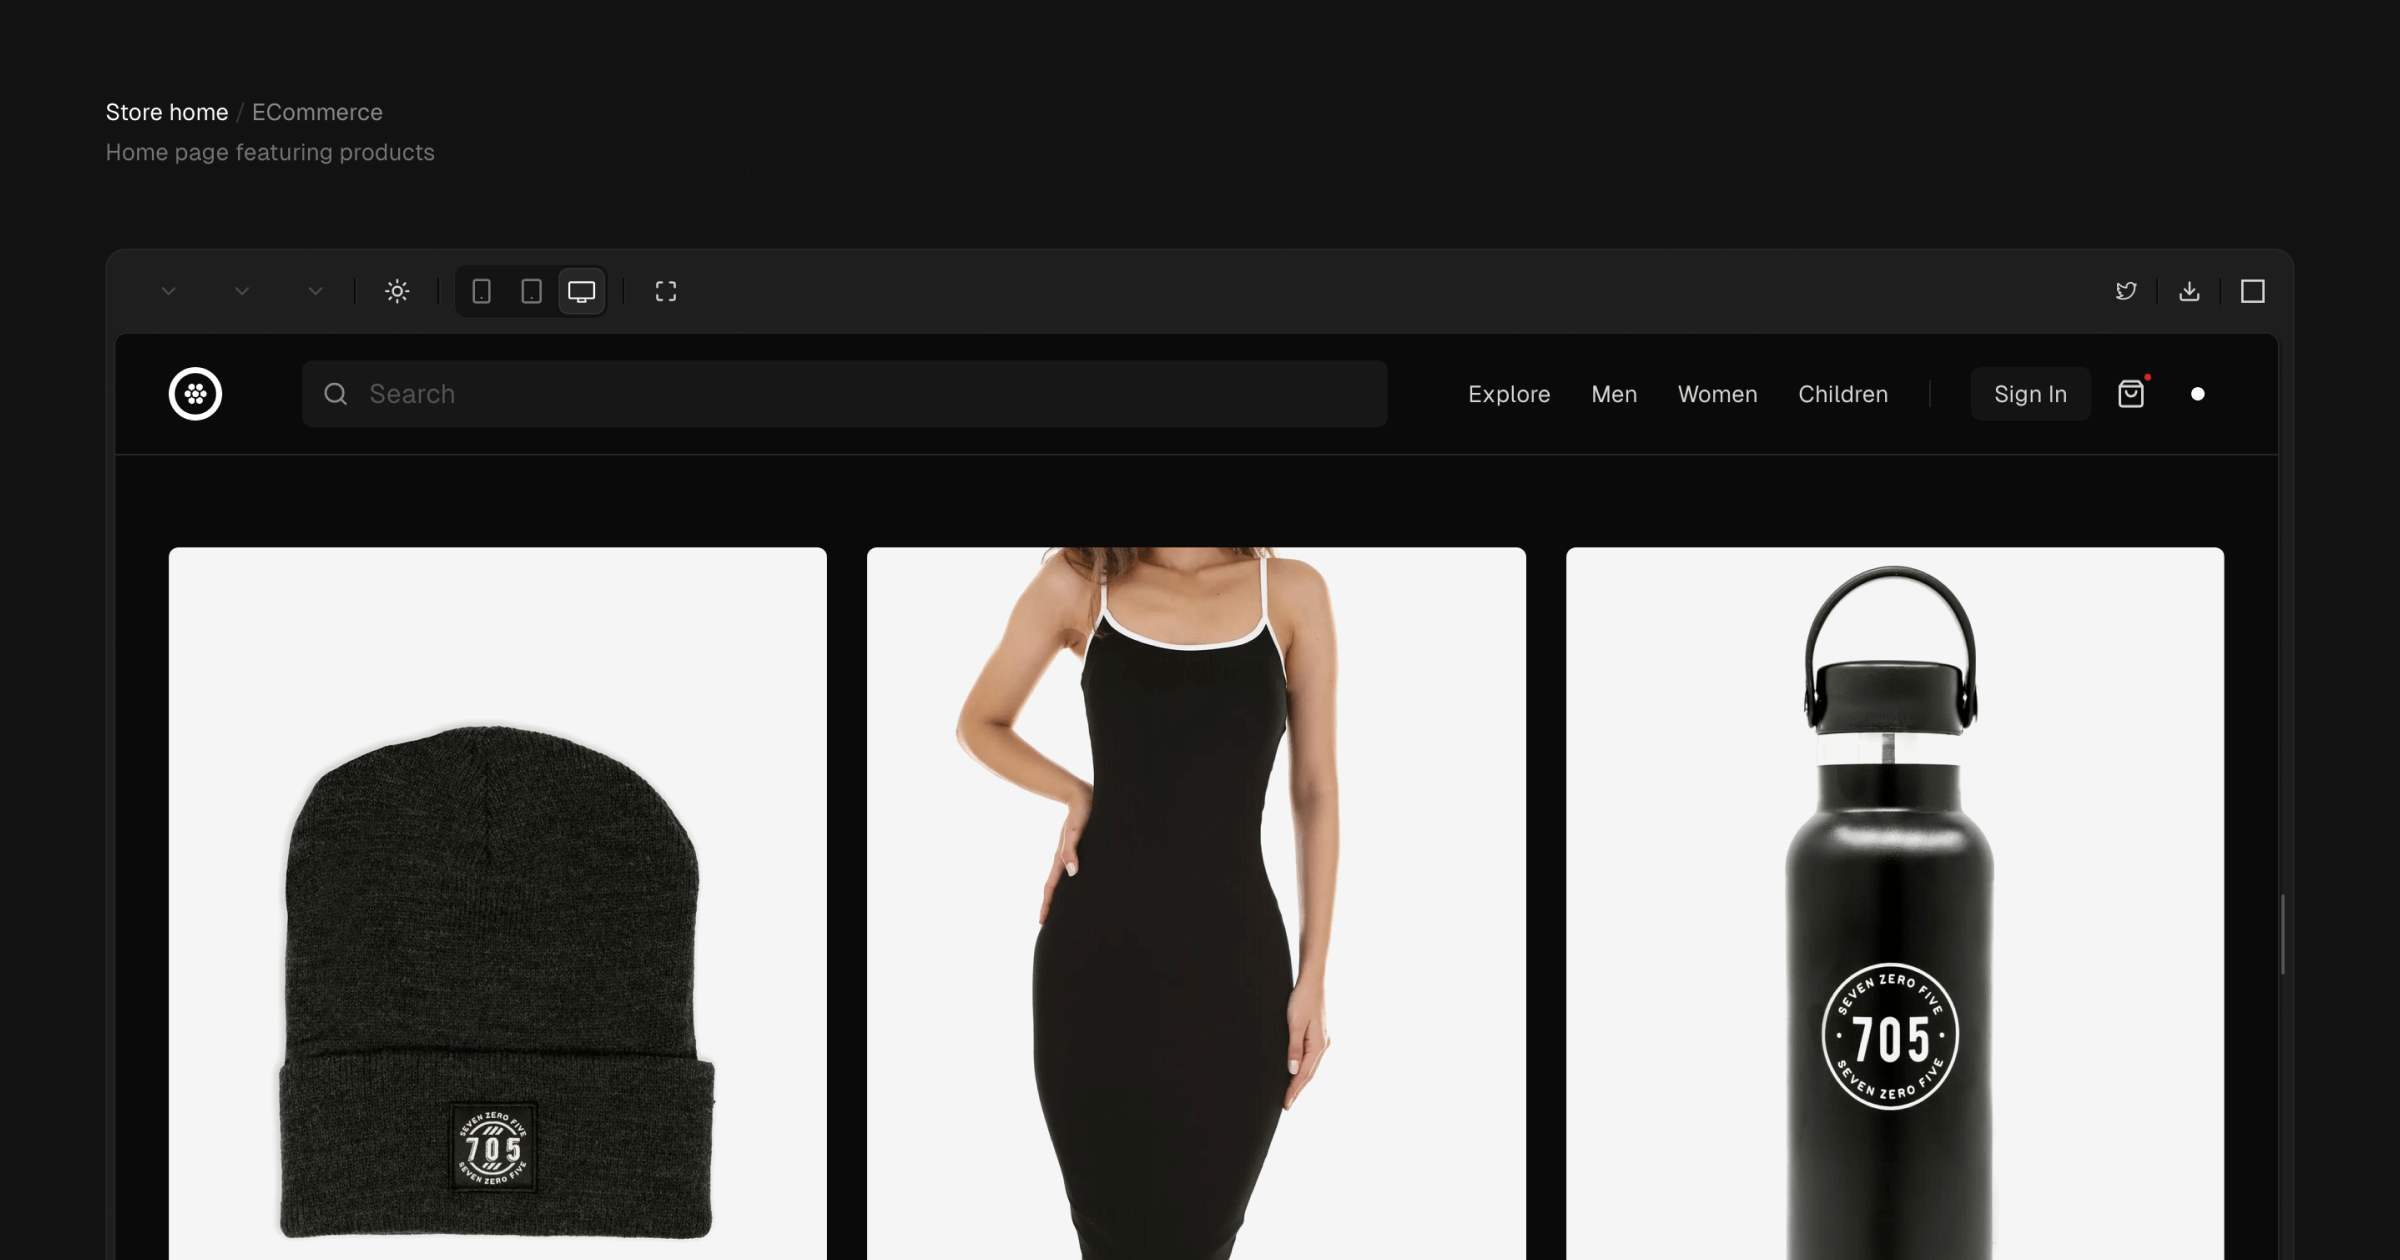 Store home / ECommerce
Home page featuring products
Search
Explore
Men
Women
Children
Sign In
SEVEN ZERO FIVE
705
SEVEN ZERO FIVE
SEVEN ZERO FIVE
705
SEVEN ZERO FIVE